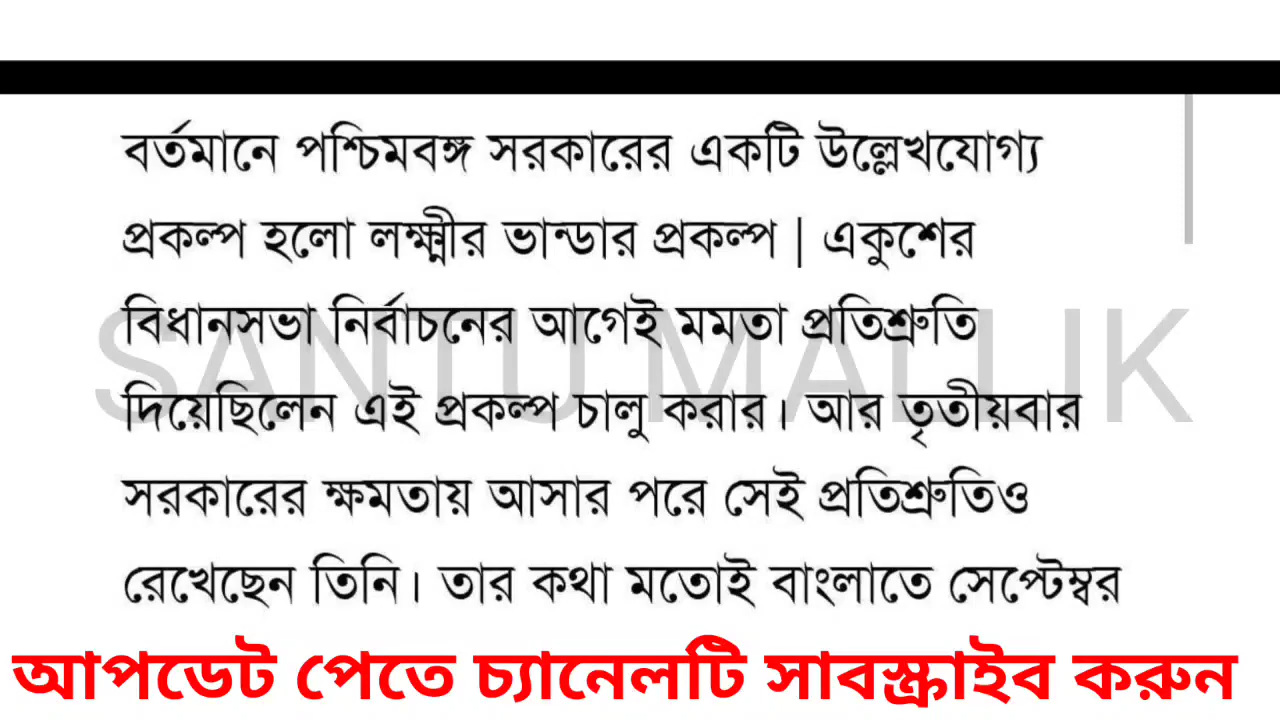 বর্তমানে পশ্চিমবঙ্গ সরকারের একটি উল্লেখযোগ্য
প্রকল্প হলো লক্ষ্মীর ভান্ডার প্রকল্প | একুশের
বিধানসভা নির্বাচনের আগেই মমতা প্রতিশ্রুতি
SANTU MALLIK
দিয়েছিলেন এই প্রকল্প চালু করার। আর তৃতীয়বার
সরকারের ক্ষমতায় আসার পরে সেই প্রতিশ্রুতিও
রেখেছেন তিনি। তার কথা মতোই বাংলাতে সেপ্টেম্বর
আপডেট পেতে চ্যানেলটি সাবস্ক্রাইব করুন